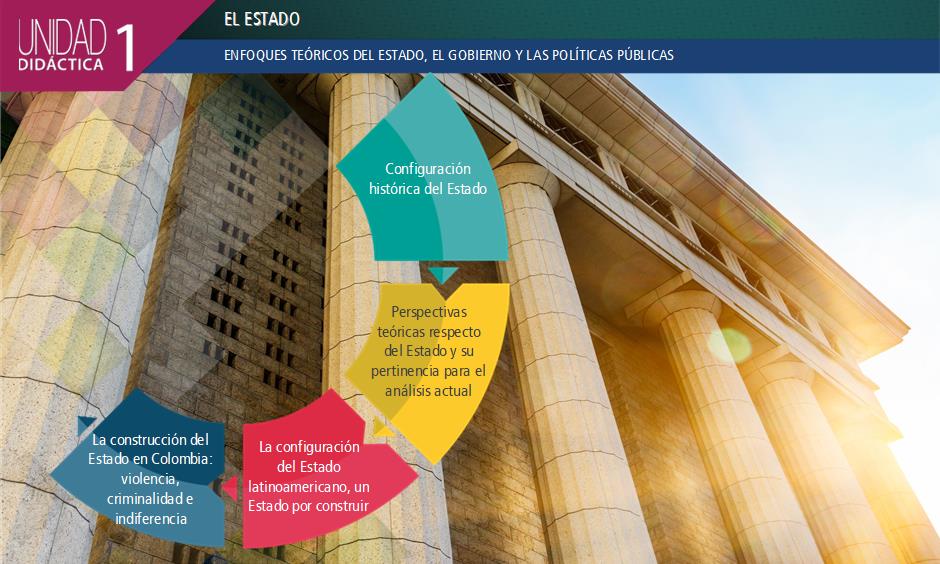 UNIDAD
DIDÁCTICA
1
EL ESTADO
ENFOQUES TEÓRICOS DEL ESTADO, EL GOBIERNO Y LAS POLÍTICAS PÚBLICAS
Configuración
histórica del Estado
Perspectivas
teóricas respecto
del Estado y su
pertinencia para el
análisis actual
La configuración
del Estado
latinoamericano, un
Estado por construir
La construcción del
Estado en Colombia:
violencia,
criminalidad e
indiferencia